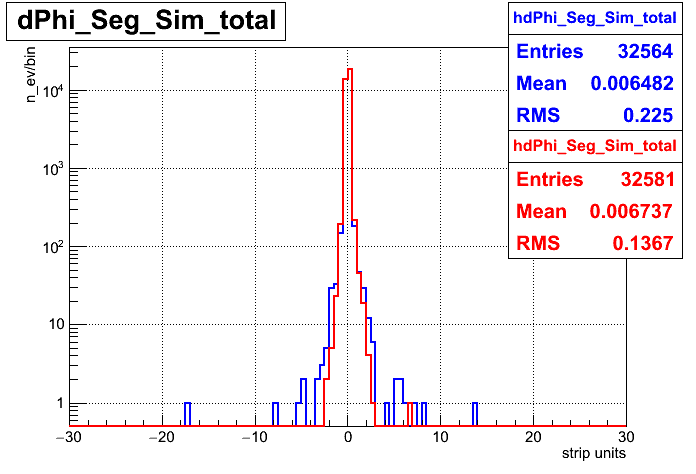 dPhi_Seg_Sim_total
hdPhi_Seg_Sim_total
Entries 32564
Mean 0.006482
RMS 0.225
hdPhi_Seg_Sim_total
Entries 32581
Mean 0.006737
RMS 0.1367
n_ev/bin
10^4
10^3
10^2
10
1
−30 −20 −10 0 10 20 30
strip units